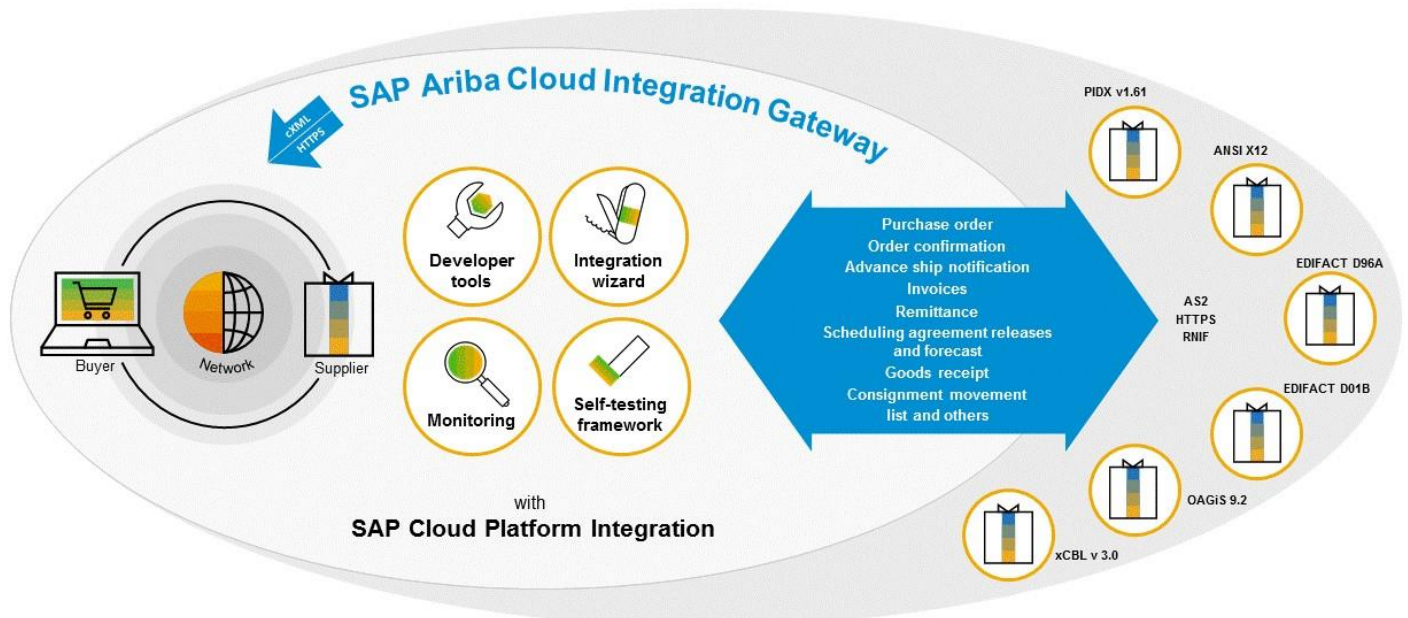 SAP Ariba Cloud Integration Gateway
cXML
HTTPS
Buyer
Network
Supplier
Developer
tools
Integration
wizard
Monitoring
Self-testing
framework
with
SAP Cloud Platform Integration
Purchase order
Order confirmation
Advance ship notification
Invoices
Remittance
Scheduling agreement releases
and forecast
Goods receipt
Consignment movement
list and others
AS2
HTTPS
RNIF
PIDX v1.61
ANSI X12
EDIFACT D96A
EDIFACT D01B
OAGiS 9.2
xCBL v 3.0